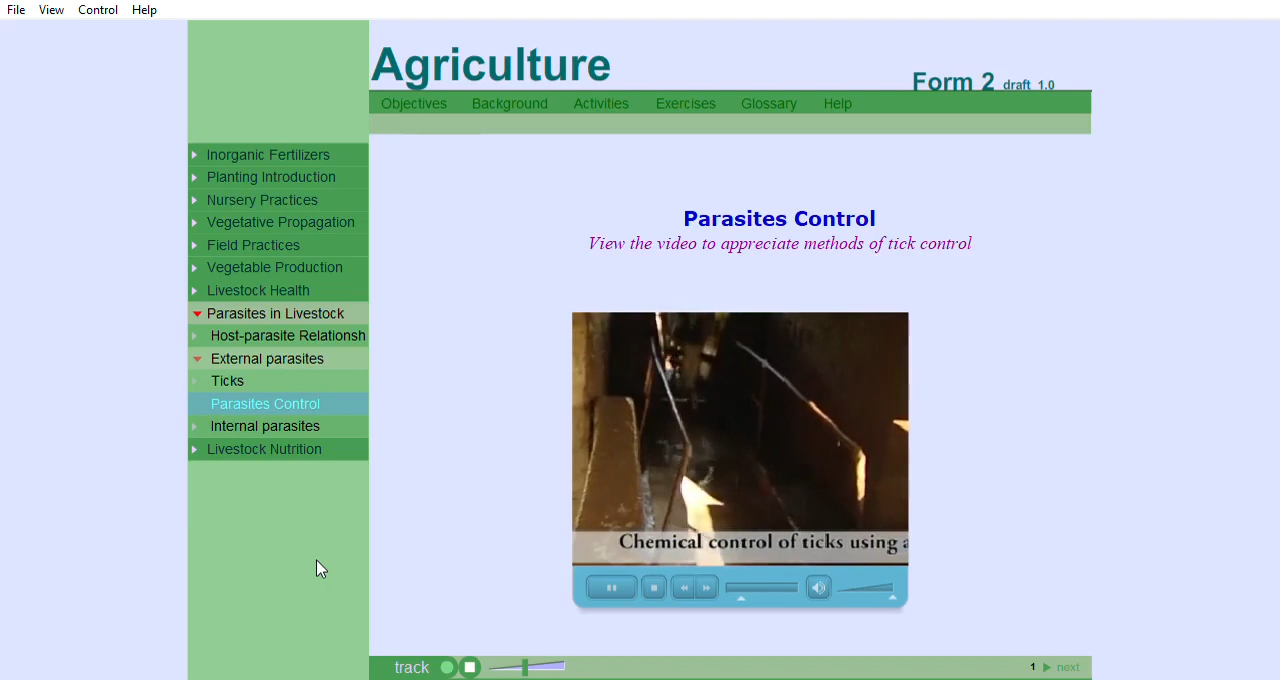 File View Control Help
Agriculture
Form 2 draft 1.0
Objectives Background Activities Exercises Glossary Help
Inorganic Fertilizers
Planting Introduction
Nursery Practices
Vegetative Propagation
Field Practices
Vegetable Production
Livestock Health
Parasites in Livestock
Host-parasite Relationsh
External parasites
Ticks
Parasites Control
Internal parasites
Livestock Nutrition
Parasites Control
View the video to appreciate methods of tick control
Chemical control of ticks using a
track
1 next